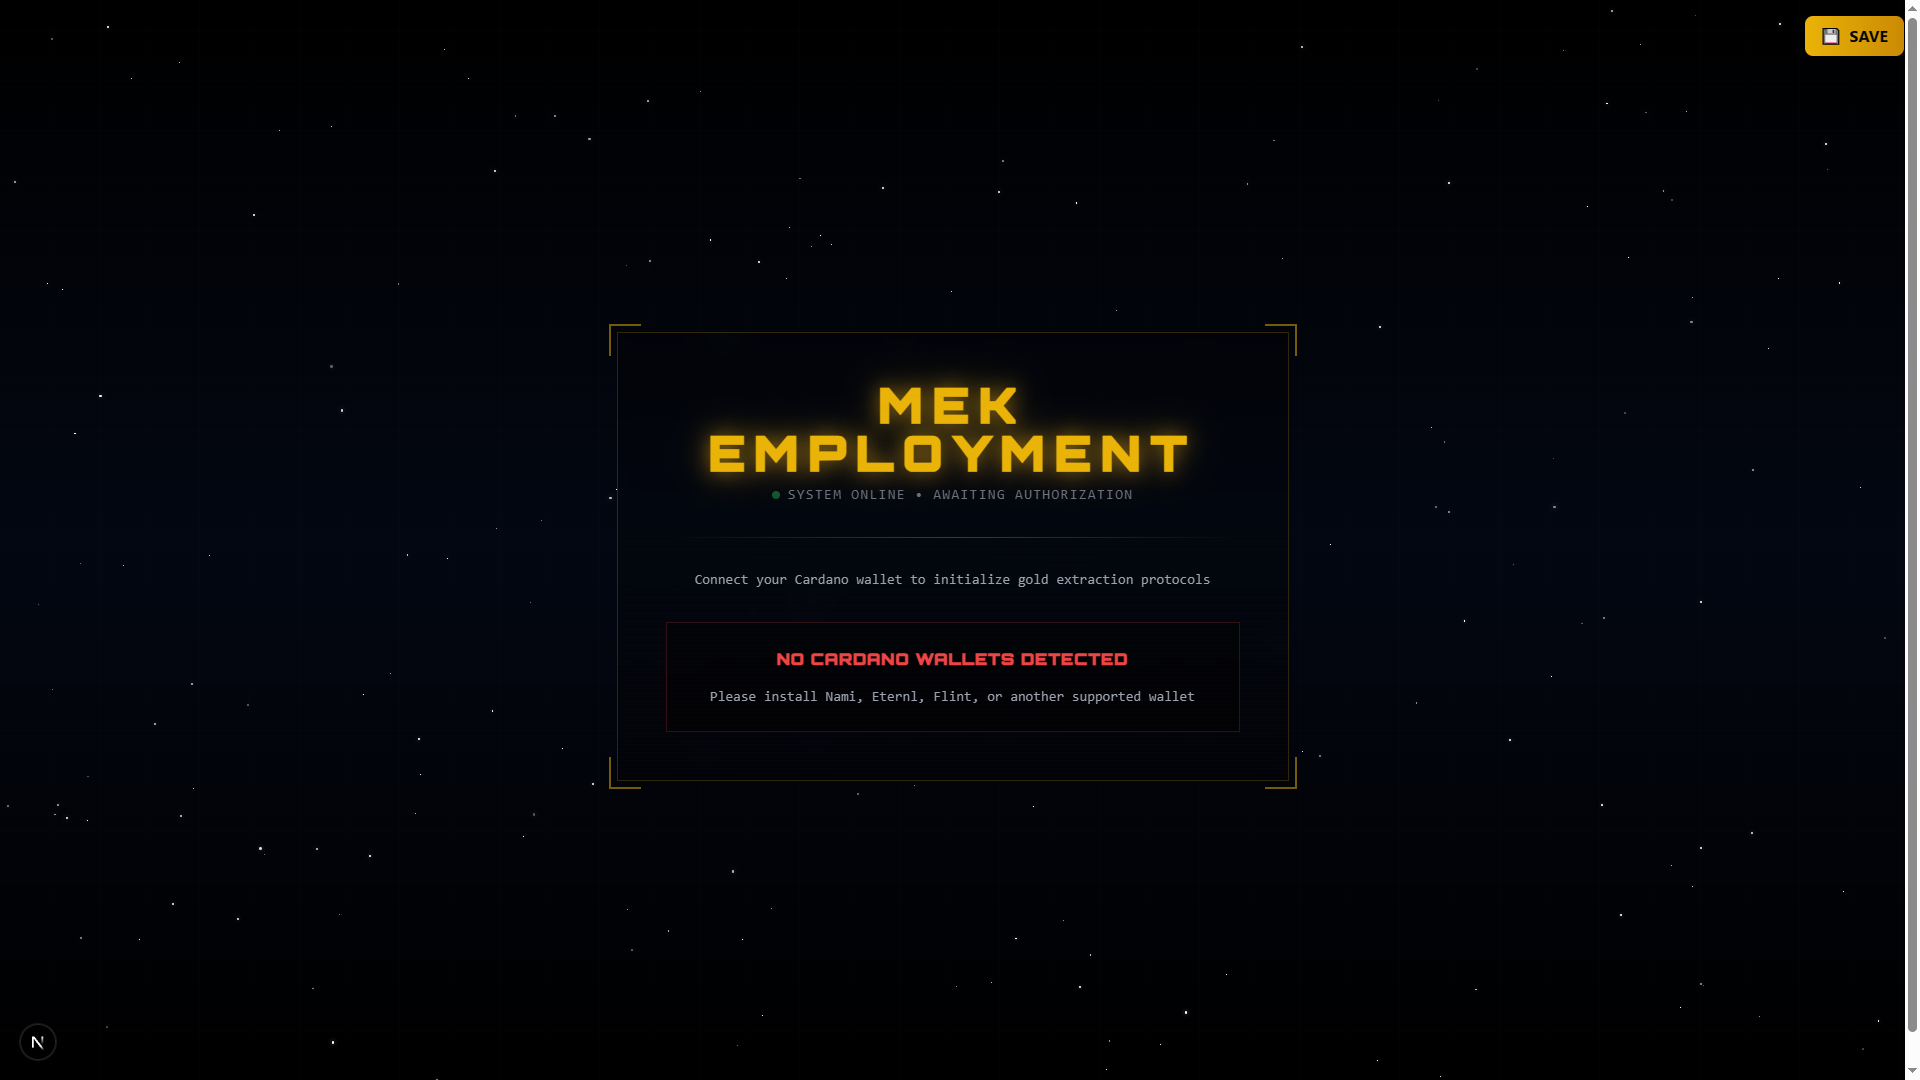 SAVE
MEK
EMPLOYMENT
SYSTEM ONLINE • AWAITING AUTHORIZATION
Connect your Cardano wallet to initialize gold extraction protocols
NO CARDANO WALLETS DETECTED
Please install Nami, Eternl, Flint, or another supported wallet
N